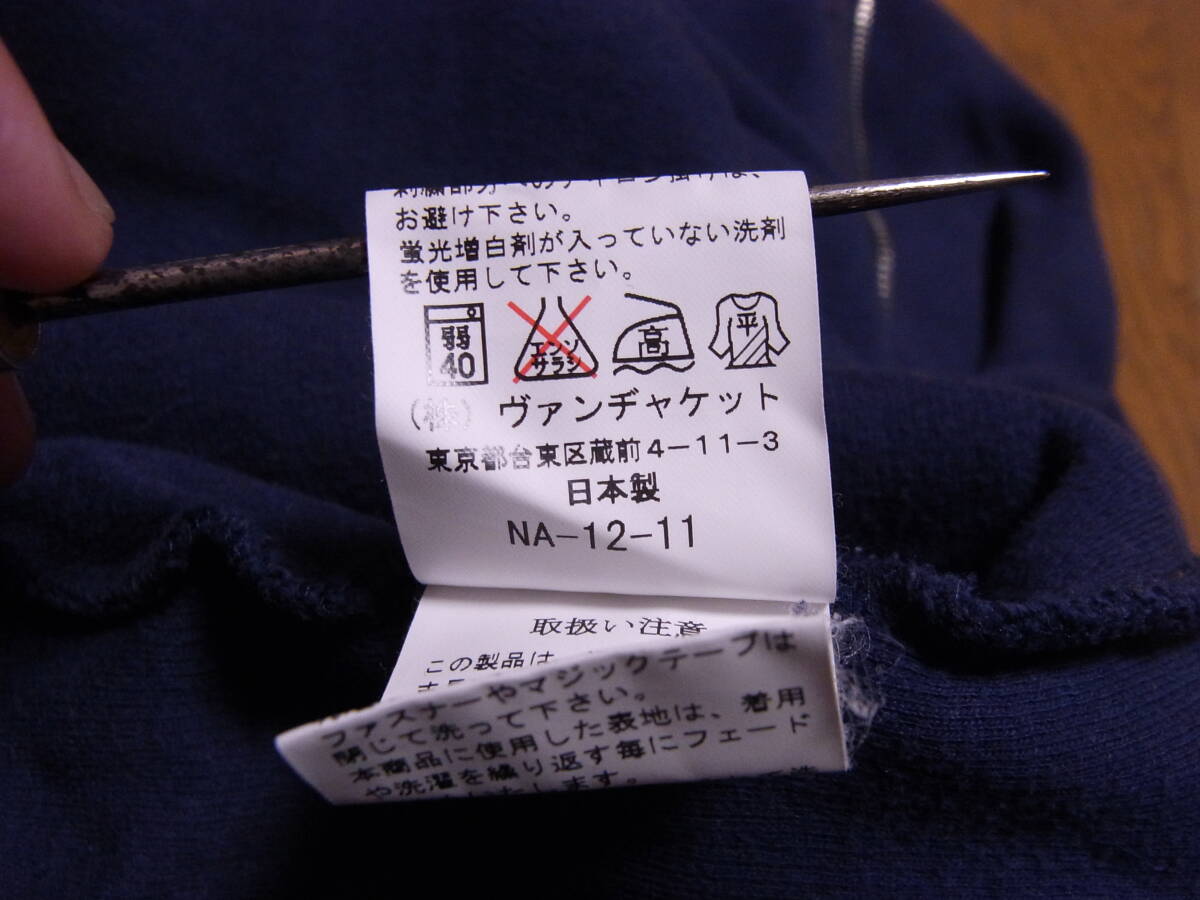 お避け下さい。
蛍光増白剤が入っていない洗剤
を使用して下さい。
弱
40
エンソ
サラシ
高
平
(株) ヴァンヂャケット
東京都台東区蔵前4-11-3
日本製
NA-12-11
取扱い注意
この製品は、
ファスナーやマジックテープは
閉じて洗って下さい。
本商品に使用した表地は、着用
や洗濯を繰り返す毎にフェード
します。